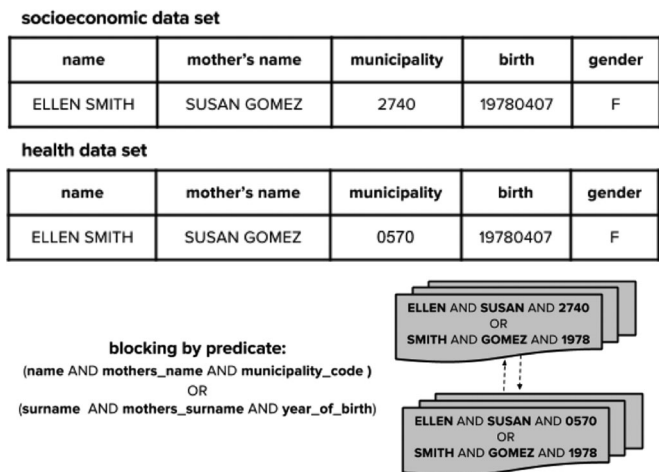 socioeconomic data set
name mother's name municipality birth gender
ELLEN SMITH SUSAN GOMEZ 2740 19780407 F
health data set
name mother's name municipality birth gender
ELLEN SMITH SUSAN GOMEZ 0570 19780407 F
blocking by predicate:
(name AND mothers_name AND municipality_code )
OR
(surname AND mothers_surname AND year_of_birth)
ELLEN AND SUSAN AND 2740
OR
SMITH AND GOMEZ AND 1978
ELLEN AND SUSAN AND 0570
OR
SMITH AND GOMEZ AND 1978